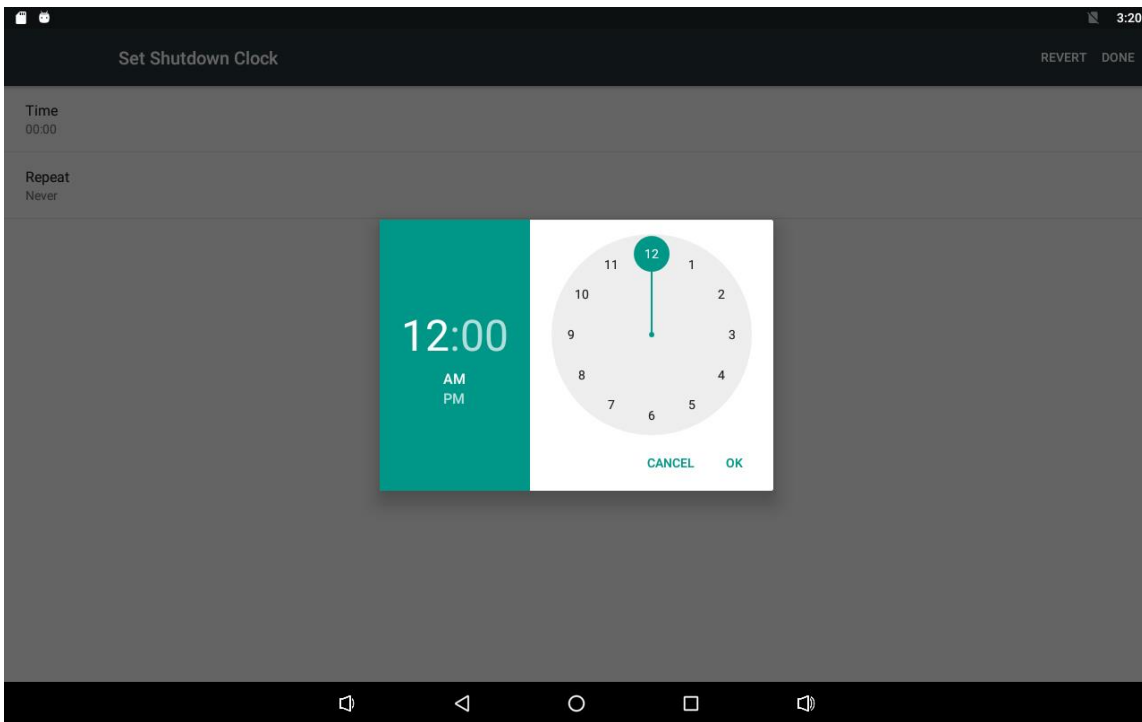 3:20
Set Shutdown Clock
REVERT DONE
Time
00:00
Repeat
Never
12:00
AM
PM
12
1
2
3
4
5
6
7
8
9
10
11
CANCEL OK